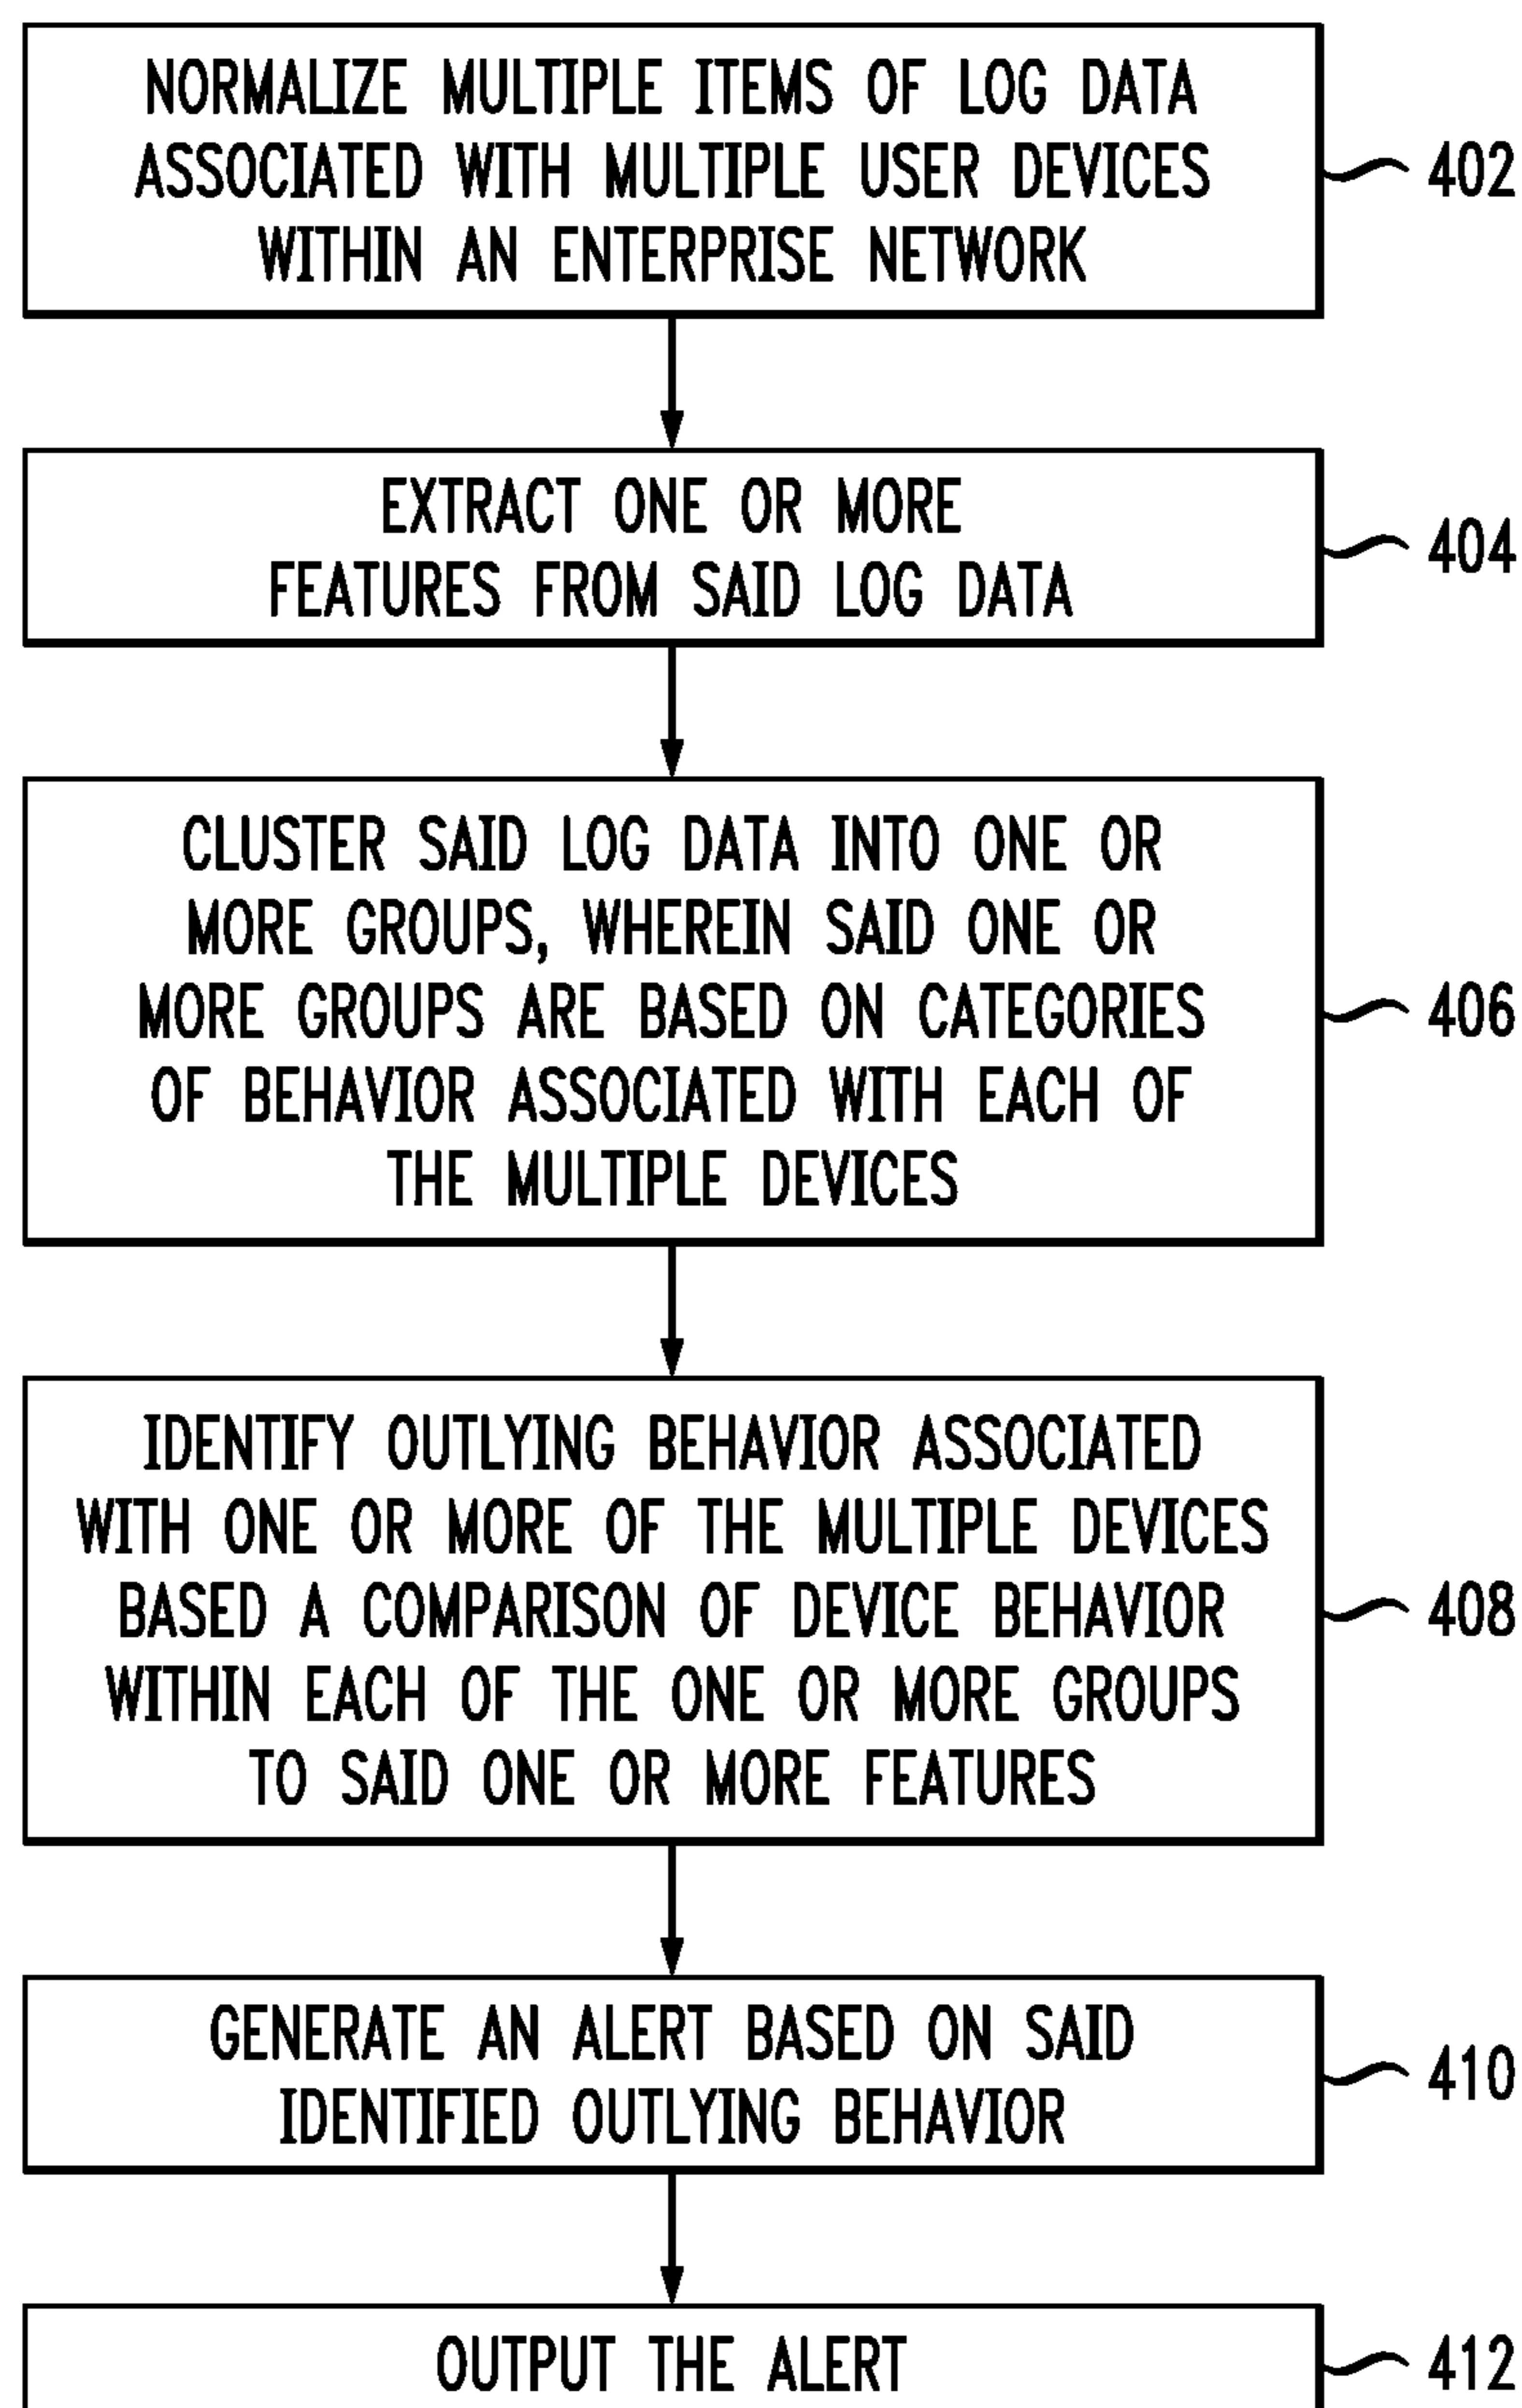 NORMALIZE MULTIPLE ITEMS OF LOG DATA
ASSOCIATED WITH MULTIPLE USER DEVICES
WITHIN AN ENTERPRISE NETWORK
402
EXTRACT ONE OR MORE
FEATURES FROM SAID LOG DATA
404
CLUSTER SAID LOG DATA INTO ONE OR
MORE GROUPS, WHEREIN SAID ONE OR
MORE GROUPS ARE BASED ON CATEGORIES
OF BEHAVIOR ASSOCIATED WITH EACH OF
THE MULTIPLE DEVICES
406
IDENTIFY OUTLYING BEHAVIOR ASSOCIATED
WITH ONE OR MORE OF THE MULTIPLE DEVICES
BASED A COMPARISON OF DEVICE BEHAVIOR
WITHIN EACH OF THE ONE OR MORE GROUPS
TO SAID ONE OR MORE FEATURES
408
GENERATE AN ALERT BASED ON SAID
IDENTIFIED OUTLYING BEHAVIOR
410
OUTPUT THE ALERT
412